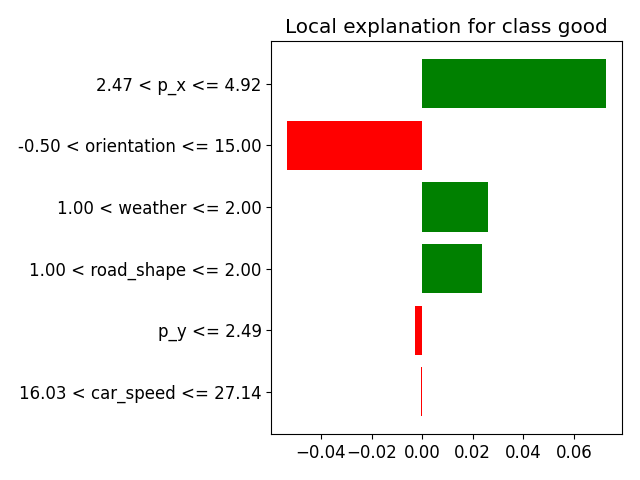 Local explanation for class good
2.47 < p_x <= 4.92
-0.50 < orientation <= 15.00
1.00 < weather <= 2.00
1.00 < road_shape <= 2.00
p_y <= 2.49
16.03 < car_speed <= 27.14
−0.04 −0.02 0.00 0.02 0.04 0.06